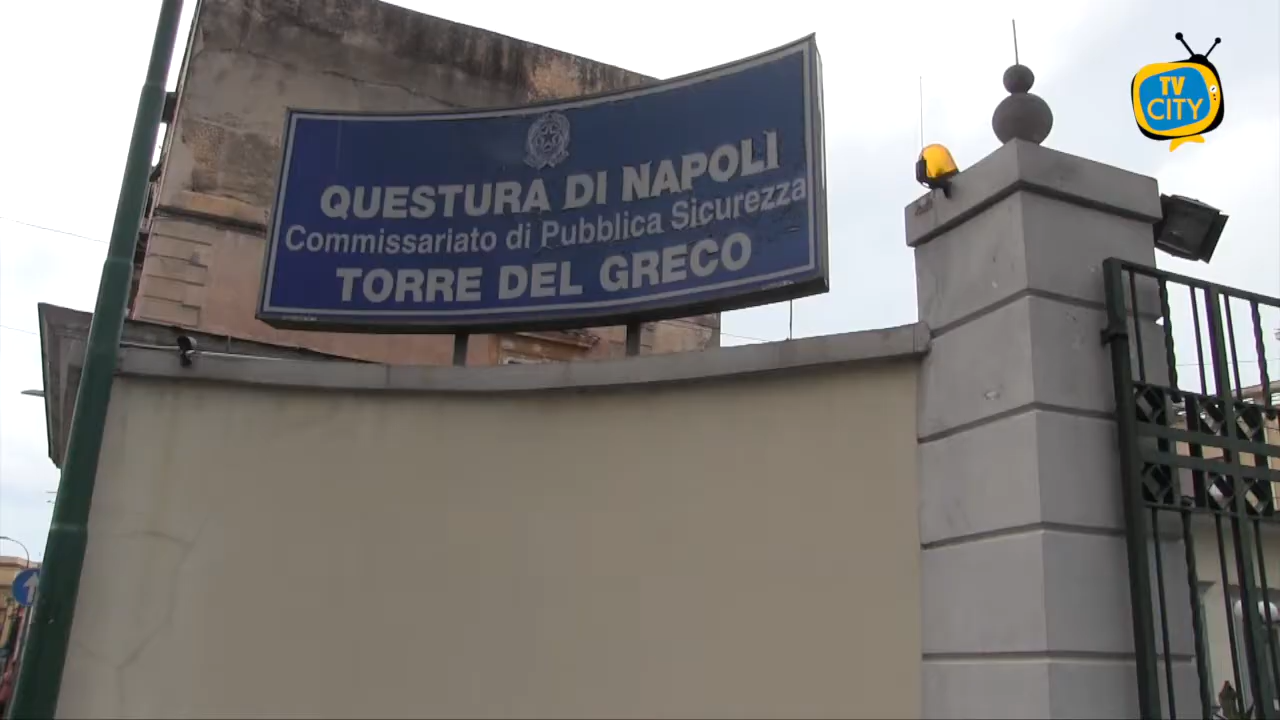 TV
CITY
QUESTURA DI NAPOLI
Commissariato di Pubblica Sicurezza
TORRE DEL GRECO